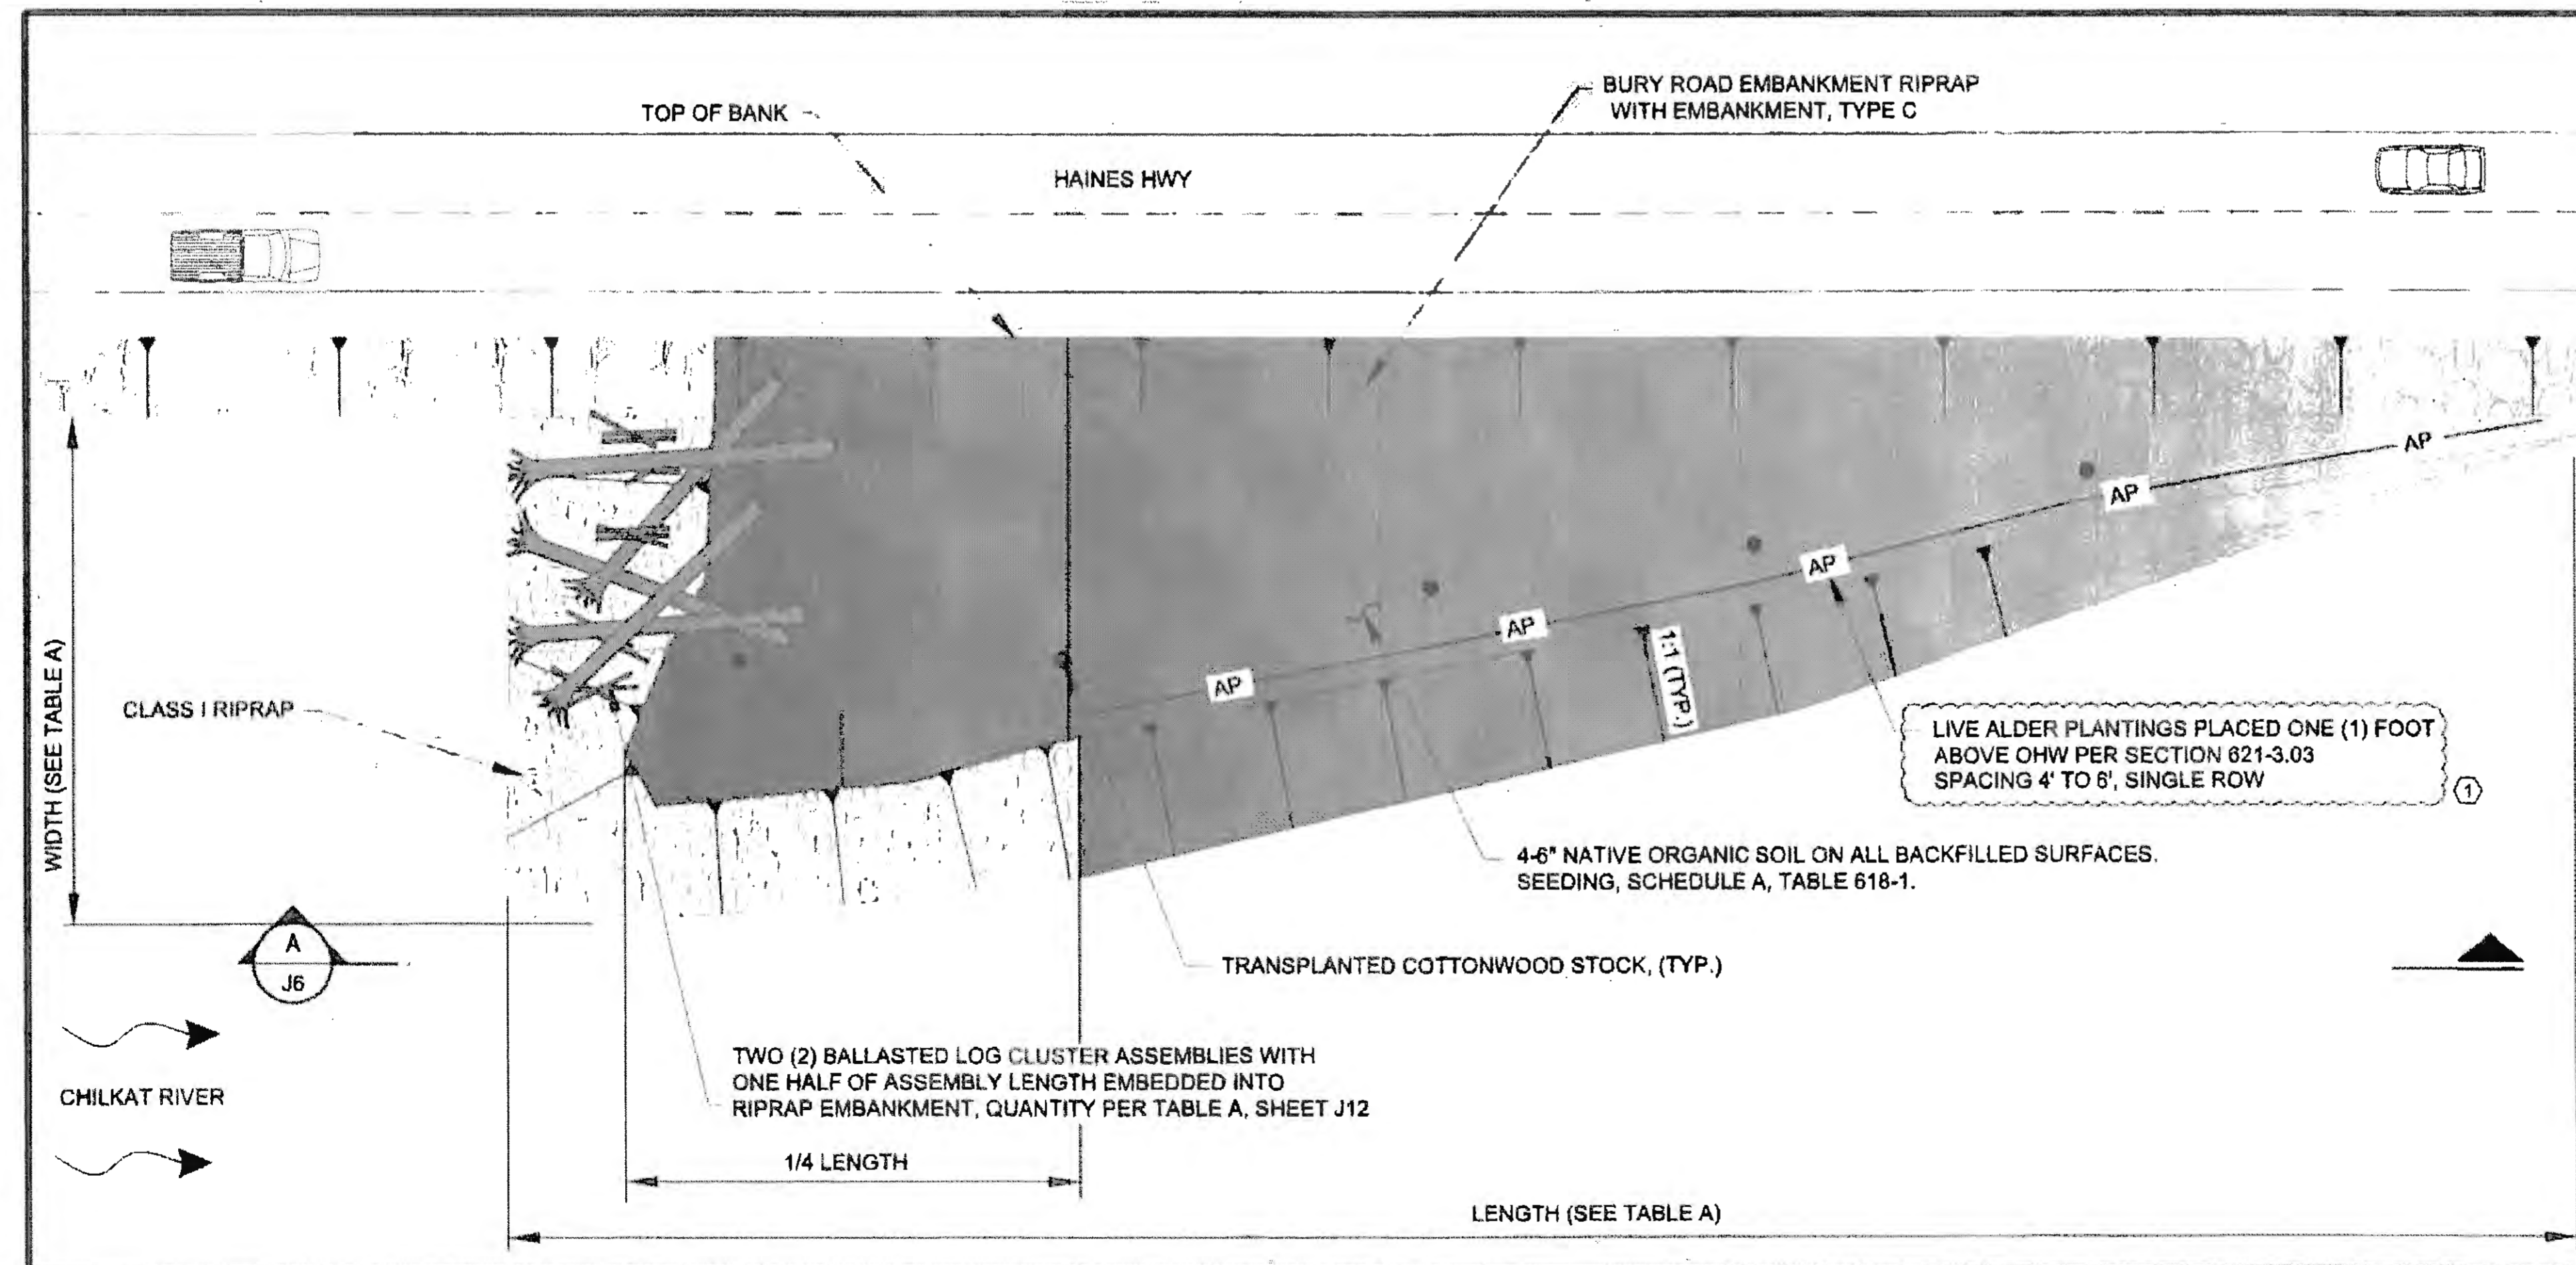 TOP OF BANK
BURY ROAD EMBANKMENT RIPRAP
WITH EMBANKMENT, TYPE C
HAINES HWY
AP
AP
AP
AP
AP
1:1 (TYP.)
WIDTH (SEE TABLE A)
CLASS I RIPRAP
LIVE ALDER PLANTINGS PLACED ONE (1) FOOT
ABOVE OHW PER SECTION 621-3.03
SPACING 4' TO 6', SINGLE ROW
1
4-6" NATIVE ORGANIC SOIL ON ALL BACKFILLED SURFACES.
SEEDING, SCHEDULE A, TABLE 618-1.
A
J6
TRANSPLANTED COTTONWOOD STOCK, (TYP.)
TWO (2) BALLASTED LOG CLUSTER ASSEMBLIES WITH
ONE HALF OF ASSEMBLY LENGTH EMBEDDED INTO
RIPRAP EMBANKMENT, QUANTITY PER TABLE A, SHEET J12
CHILKAT RIVER
1/4 LENGTH
LENGTH (SEE TABLE A)